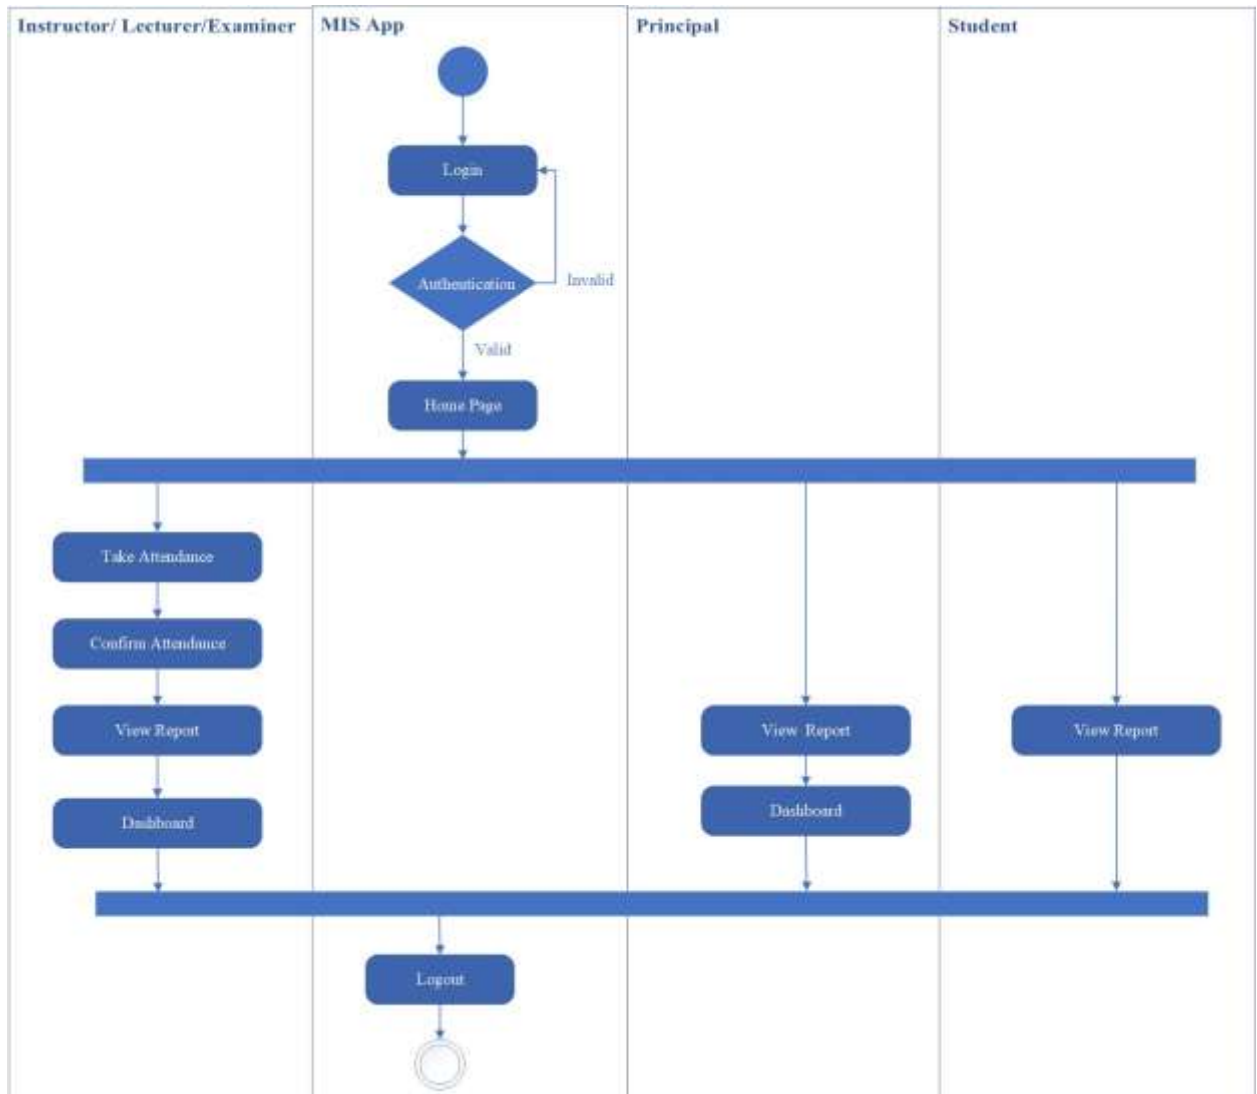 Instructor/ Lecturer/Examiner
MIS App
Principal
Student
Login
Authentication
Invalid
Valid
Home Page
Take Attendance
Confirm Attendance
View Report
View Report
View Report
Dashboard
Dashboard
Logout